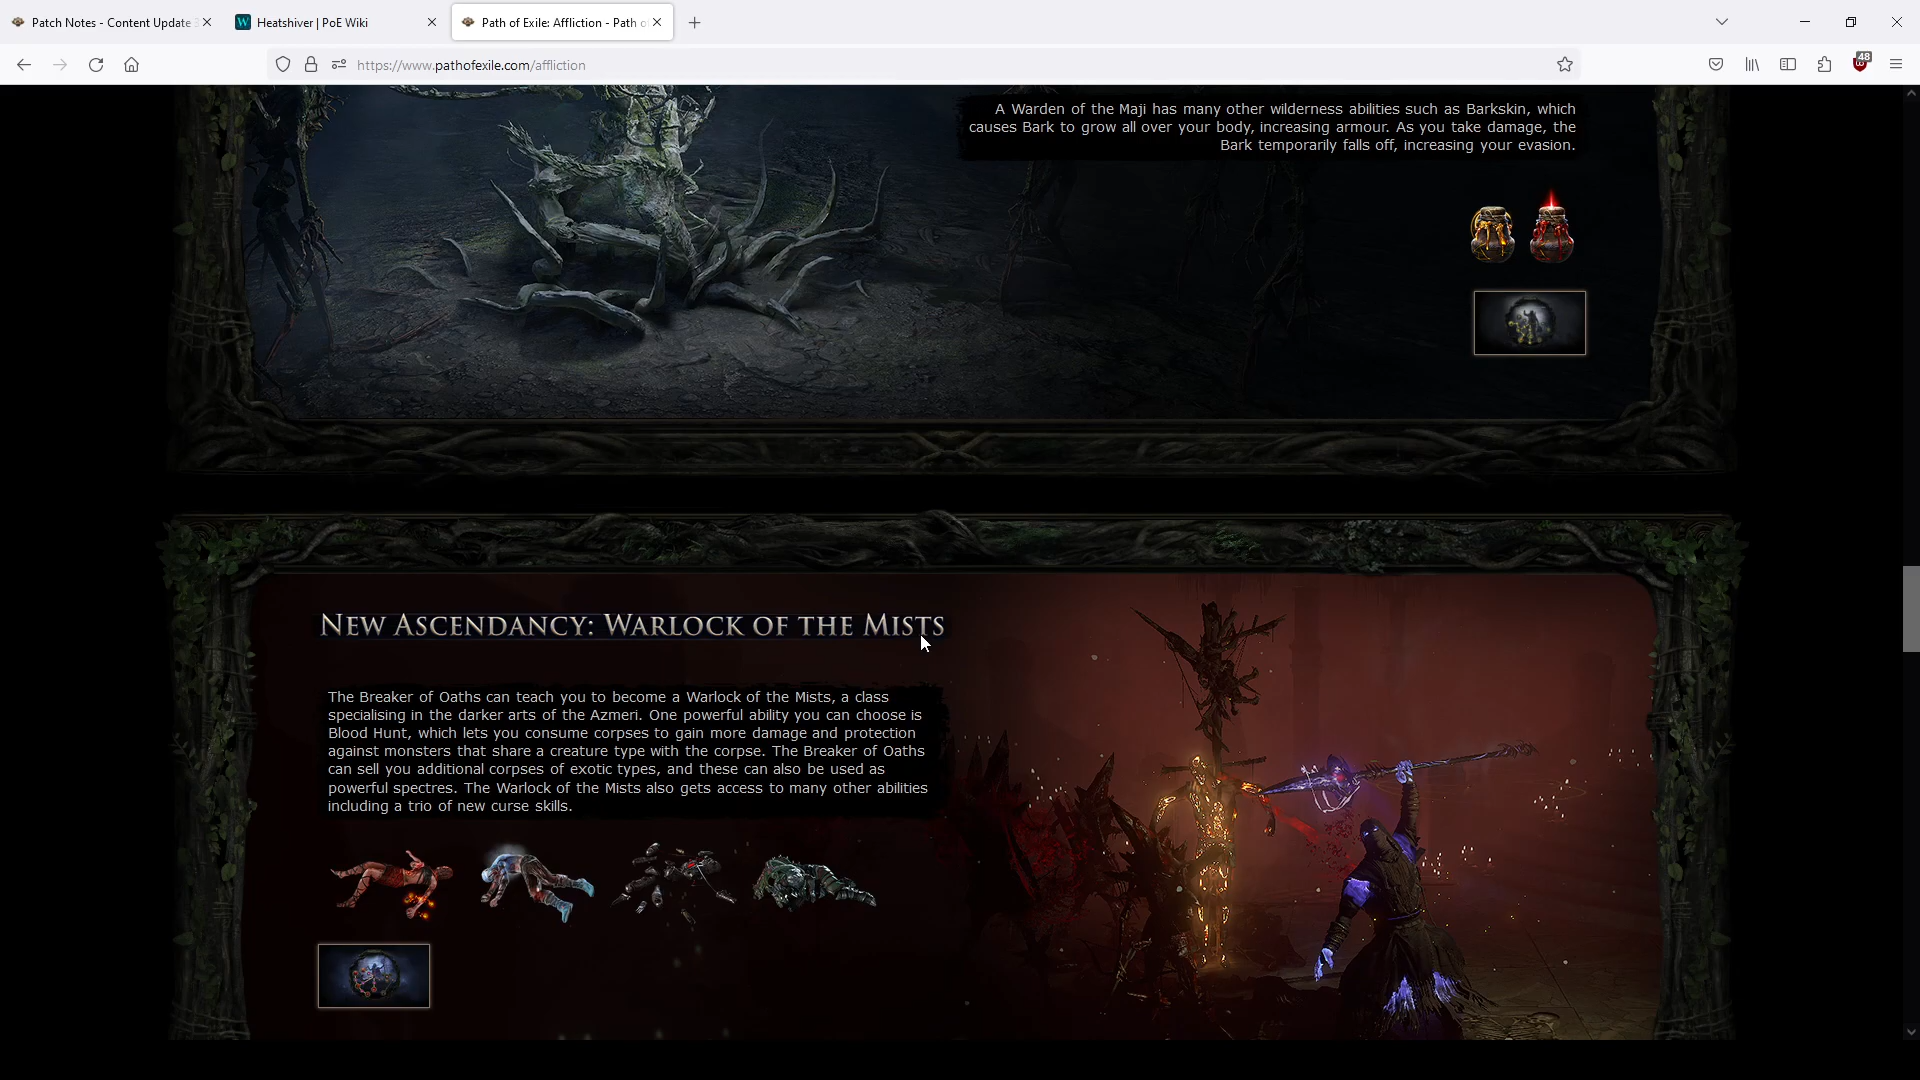 Patch Notes - Content Update
Heatshiver | PoE Wiki
Path of Exile: Affliction - Path o
https://www.pathofexile.com/affliction
48
A Warden of the Maji has many other wilderness abilities such as Barkskin, which
causes Bark to grow all over your body, increasing armour. As you take damage, the
Bark temporarily falls off, increasing your evasion.
New Ascendancy: Warlock of the Mists
The Breaker of Oaths can teach you to become a Warlock of the Mists, a class
specialising in the darker arts of the Azmeri. One powerful ability you can choose is
Blood Hunt, which lets you consume corpses to gain more damage and protection
against monsters that share a creature type with the corpse. The Breaker of Oaths
can sell you additional corpses of exotic types, and these can also be used as
powerful spectres. The Warlock of the Mists also gets access to many other abilities
including a trio of new curse skills.